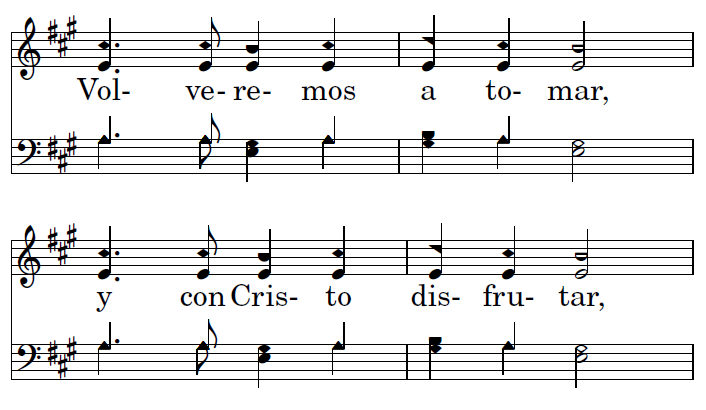 Vol- ve- re- mos a to- mar,
y con Cris- to dis- fru- tar,